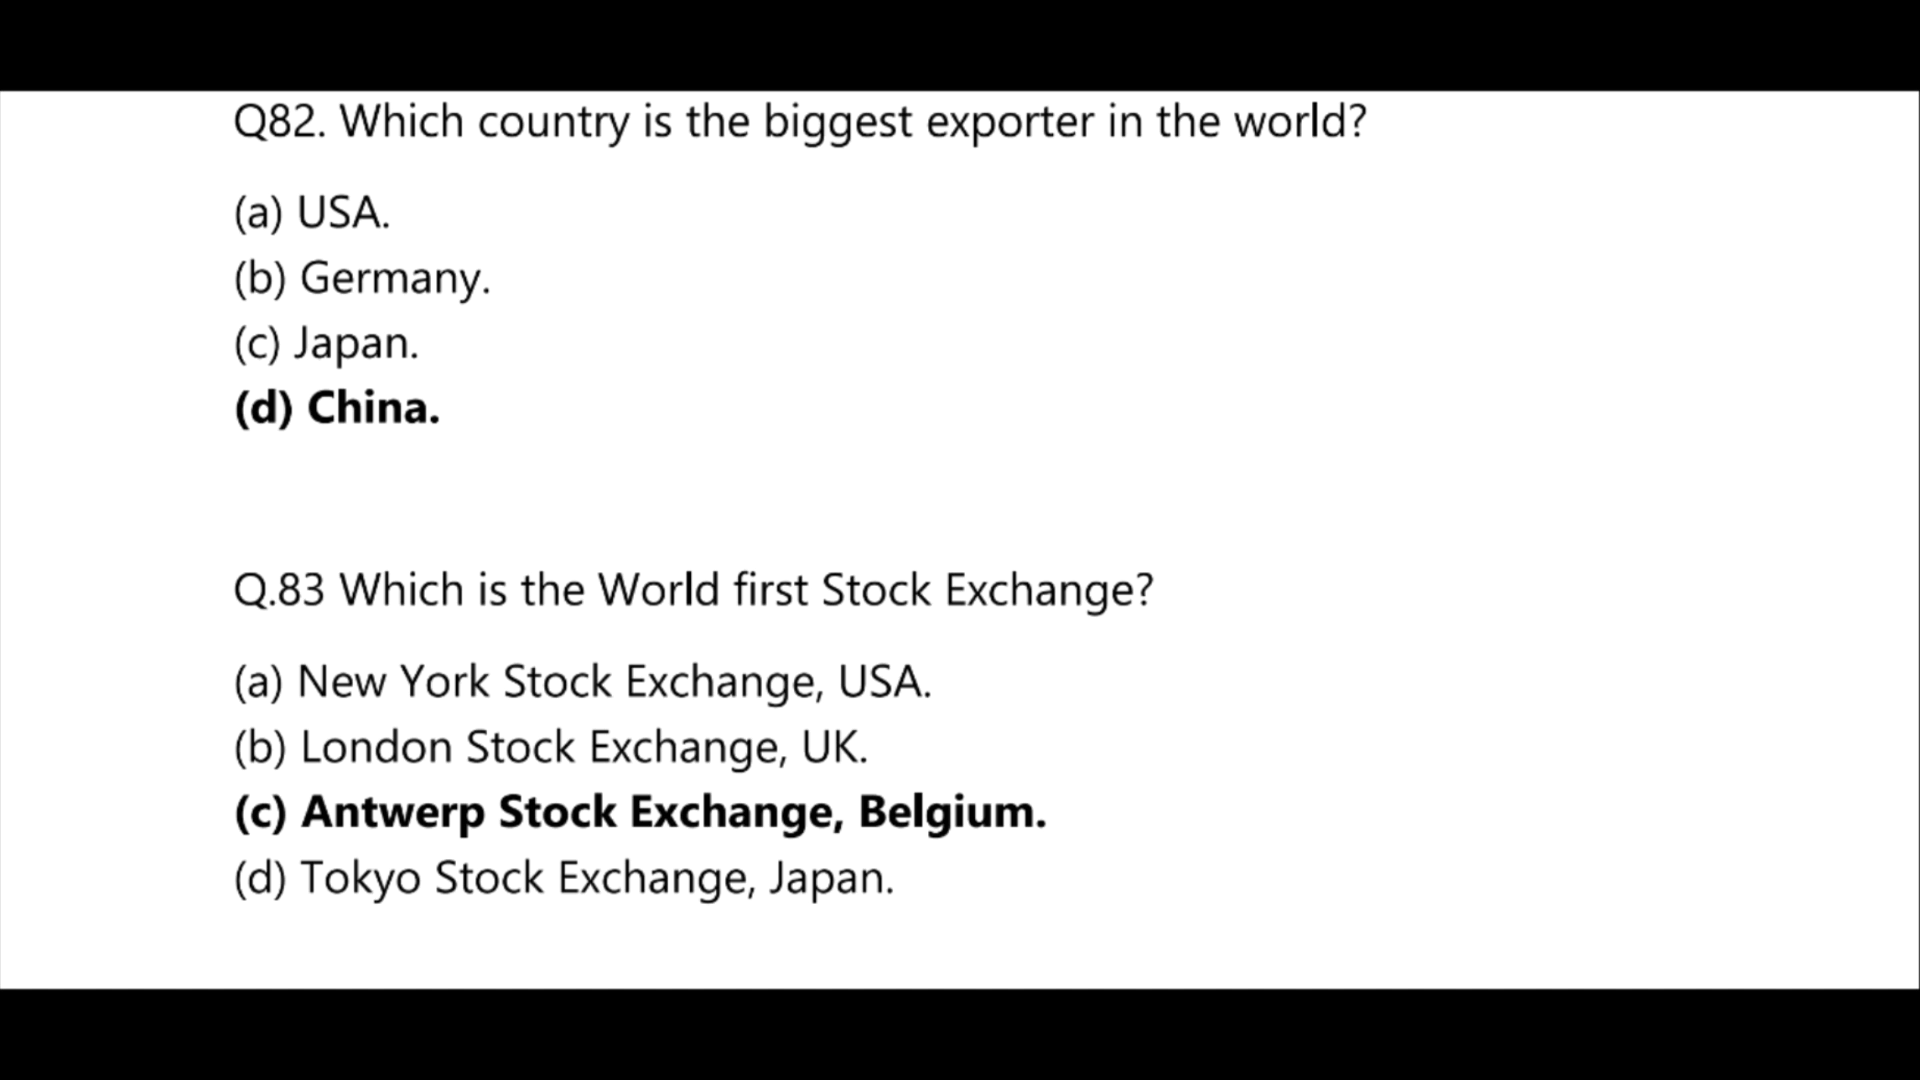 Q82. Which country is the biggest exporter in the world?
(a) USA.
(b) Germany.
(c) Japan.
(d) China.
Q.83 Which is the World first Stock Exchange?
(a) New York Stock Exchange, USA.
(b) London Stock Exchange, UK.
(c) Antwerp Stock Exchange, Belgium.
(d) Tokyo Stock Exchange, Japan.